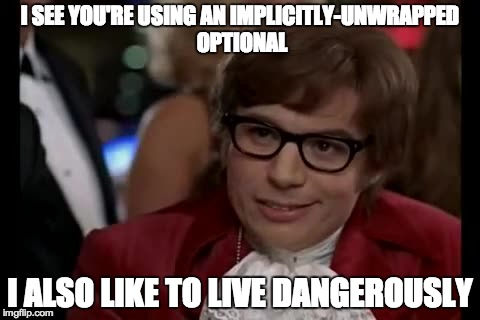 I SEE YOU'RE USING AN IMPLICITLY-UNWRAPPED
OPTIONAL
I ALSO LIKE TO LIVE DANGEROUSLY
imgflip.com